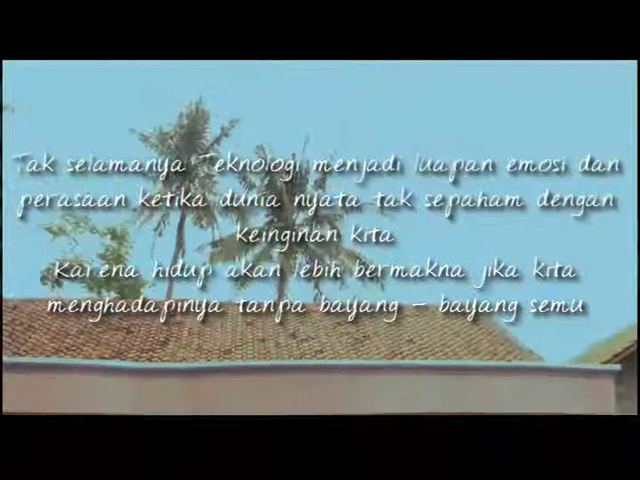 Tak selamanya Teknologi menjadi luapan emosi dan
perasaan ketika dunia nyata tak sepaham dengan
keinginan kita
Karena hidup akan lebih bermakna jika kita
menghadapinya tanpa bayang - bayang semu